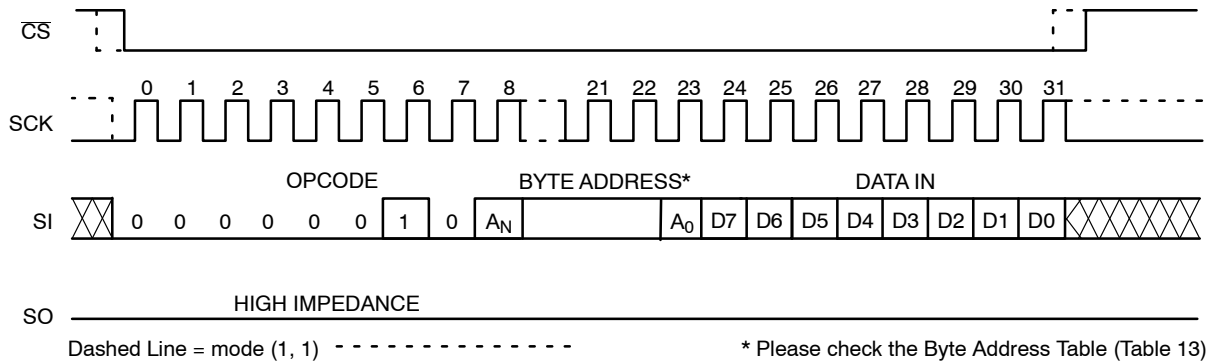 CS
0 1 2 3 4 5 6 7 8 21 22 23 24 25 26 27 28 29 30 31
SCK
OPCODE BYTE ADDRESS* DATA IN
SI 0 0 0 0 0 0 1 0 AN A0 D7 D6 D5 D4 D3 D2 D1 D0
HIGH IMPEDANCE
SO
Dashed Line = mode (1, 1) * Please check the Byte Address Table (Table 13)